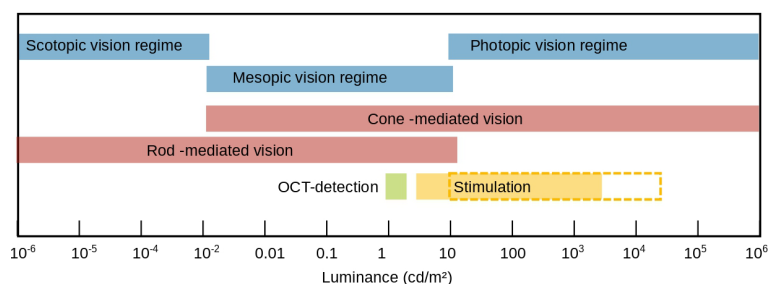 Scotopic vision regime
Photopic vision regime
Mesopic vision regime
Cone -mediated vision
Rod -mediated vision
OCT-detection
Stimulation
10⁻⁶ 10⁻⁵ 10⁻⁴ 10⁻² 0.01 0.1 1 10 100 10³ 10⁴ 10⁵ 10⁶
Luminance (cd/m²)